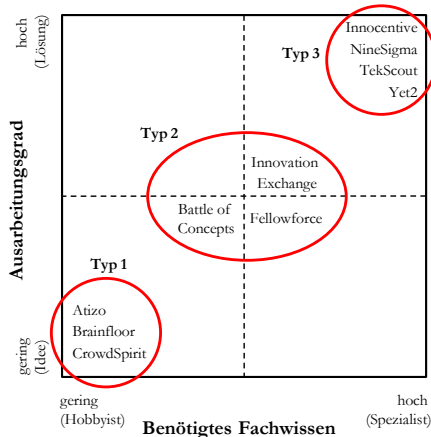 hoch
(Lösung)
Ausarbeitungsgrad
gering
(Idee)
Typ 3
Innocentive
NineSigma
TekScout
Yet2
Typ 2
Innovation
Exchange
Battle of
Concepts
Fellowforce
Typ 1
Atizo
Brainfloor
CrowdSpirit
gering
(Hobbyist)
Benötigtes Fachwissen
hoch
(Spezialist)